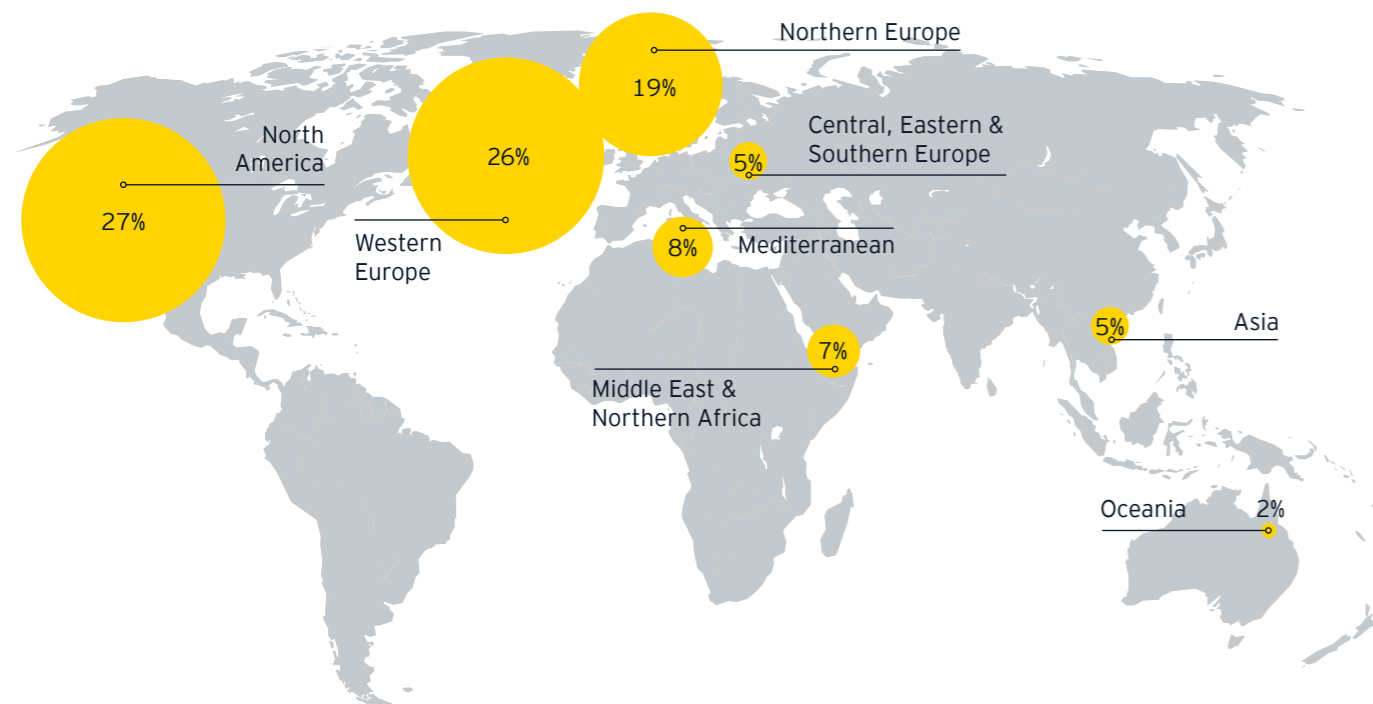 Northern Europe
19%
Central, Eastern &
Southern Europe
5%
North
America
27%
26%
Western
Europe
Mediterranean
8%
Asia
5%
7%
Middle East &
Northern Africa
Oceania
2%